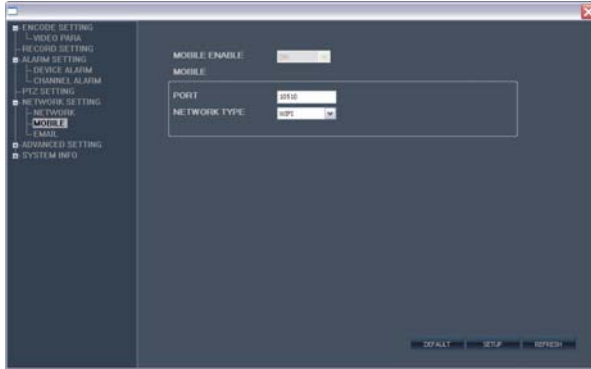 ENCODE SETTING
VIDEO PARA
RECORD SETTING
ALARM SETTING
DEVICE ALARM
CHANNEL ALARM
PTZ SETTING
NETWORK SETTING
NETWORK
MOBILE
EMAIL
ADVANCED SETTING
SYSTEM INFO
MOBILE ENABLE
MOBILE
PORT 10510
NETWORK TYPE WIFI
DEFAULT SETUP REFRESH